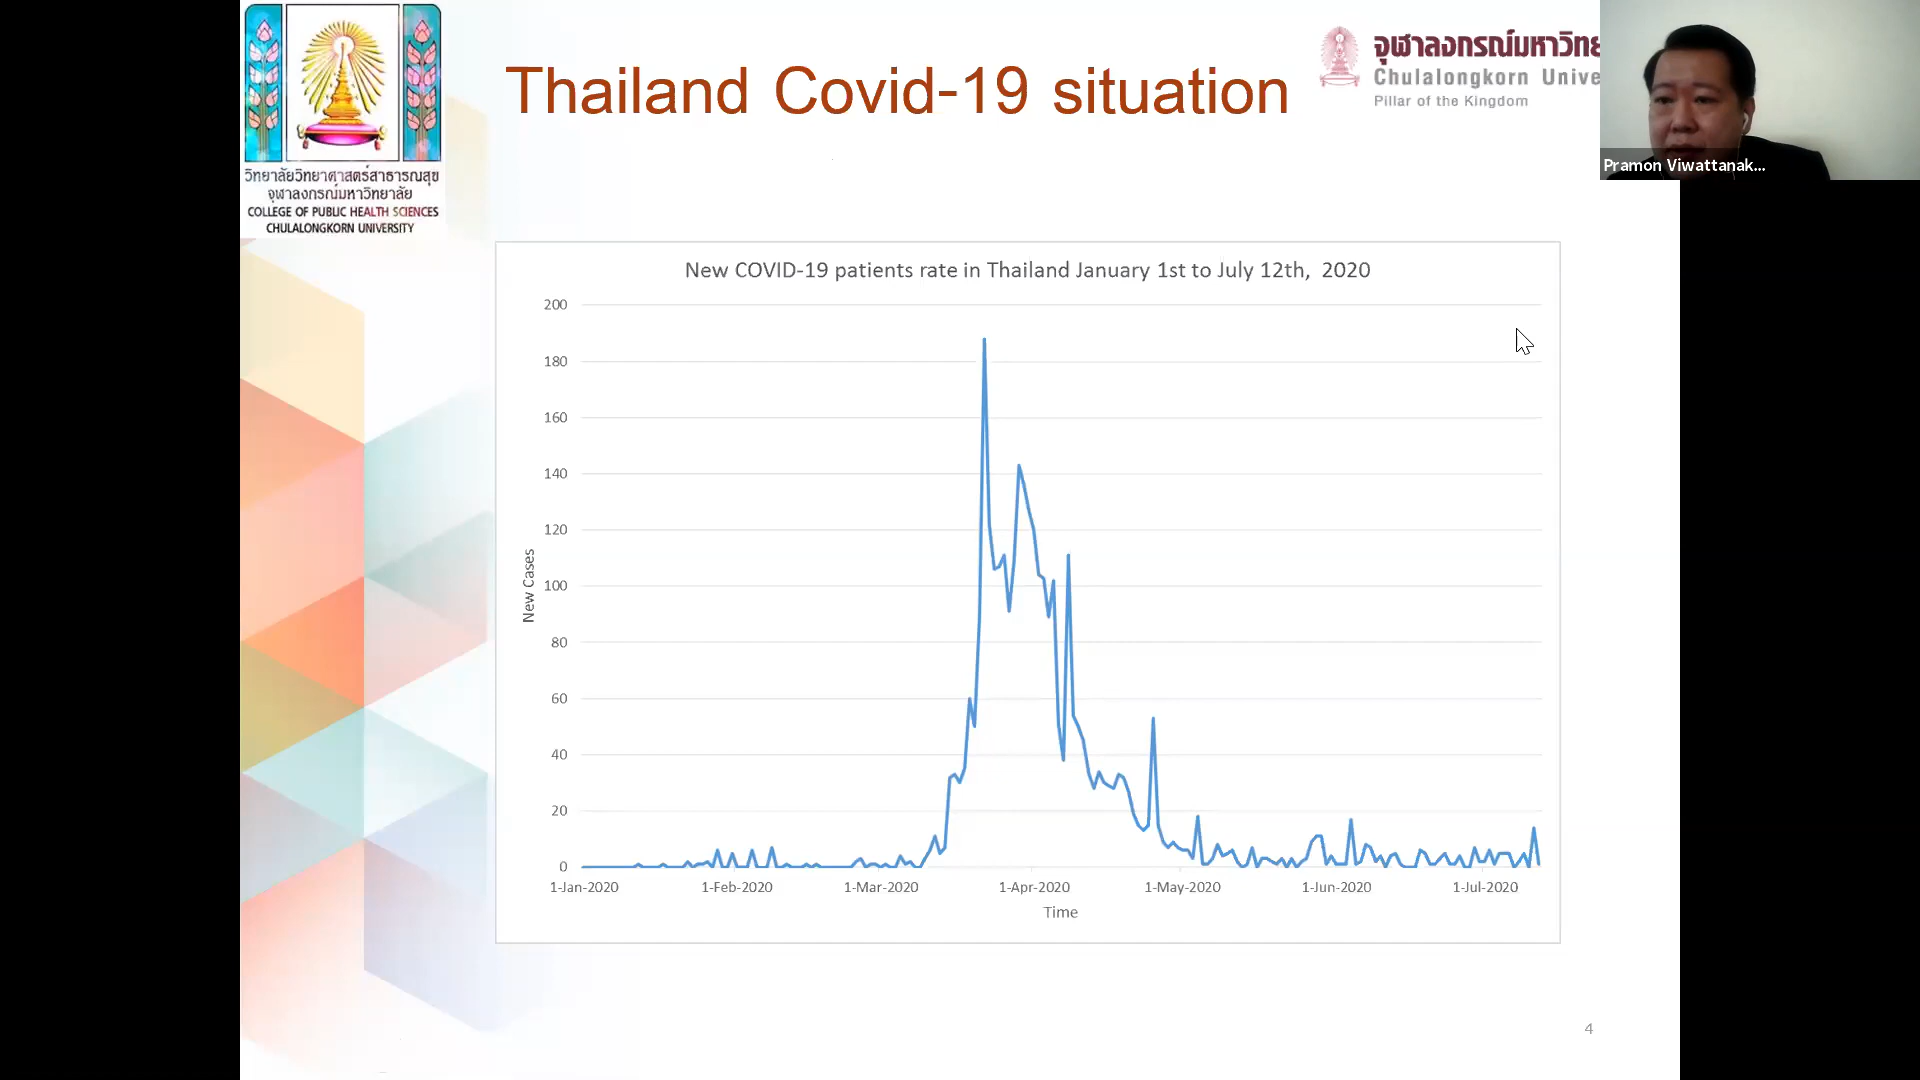 วิทยาลัยวิทยาศาสตร์สาธารณสุข
จุฬาลงกรณ์มหาวิทยาลัย
COLLEGE OF PUBLIC HEALTH SCIENCES
CHULALONGKORN UNIVERSITY
Thailand Covid-19 situation
จุฬาลงกรณ์มหาวิทย
Chulalongkorn Unive
Pillar of the Kingdom
Pramon Viwattanak...
New COVID-19 patients rate in Thailand January 1st to July 12th, 2020
200
180
160
140
120
100
80
60
40
20
0
New Cases
1-Jan-2020 1-Feb-2020 1-Mar-2020 1-Apr-2020 1-May-2020 1-Jun-2020 1-Jul-2020
Time
4